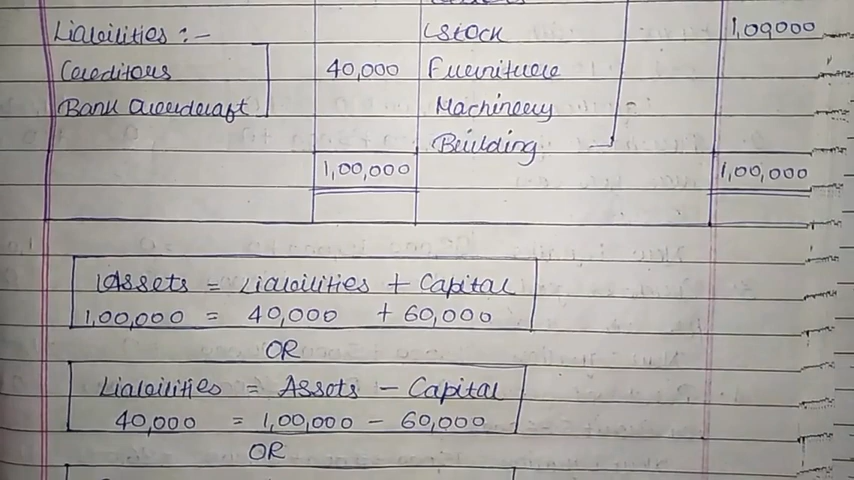 Liabilities :- Stock 1,00000
Creditors 40,000 Furniture
Bank overdraft Machinery
Building
1,00,000 1,00,000
Assets = Liabilities + Capital
1,00,000 = 40,000 + 60,000
OR
Liabilities = Assets - Capital
40,000 = 1,00,000 - 60,000
OR